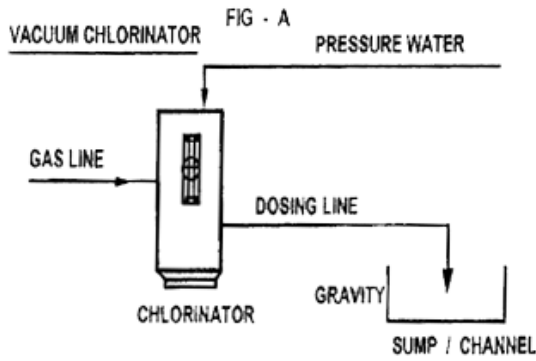 FIG - A
VACUUM CHLORINATOR
PRESSURE WATER
GAS LINE
DOSING LINE
GRAVITY
CHLORINATOR
SUMP / CHANNEL